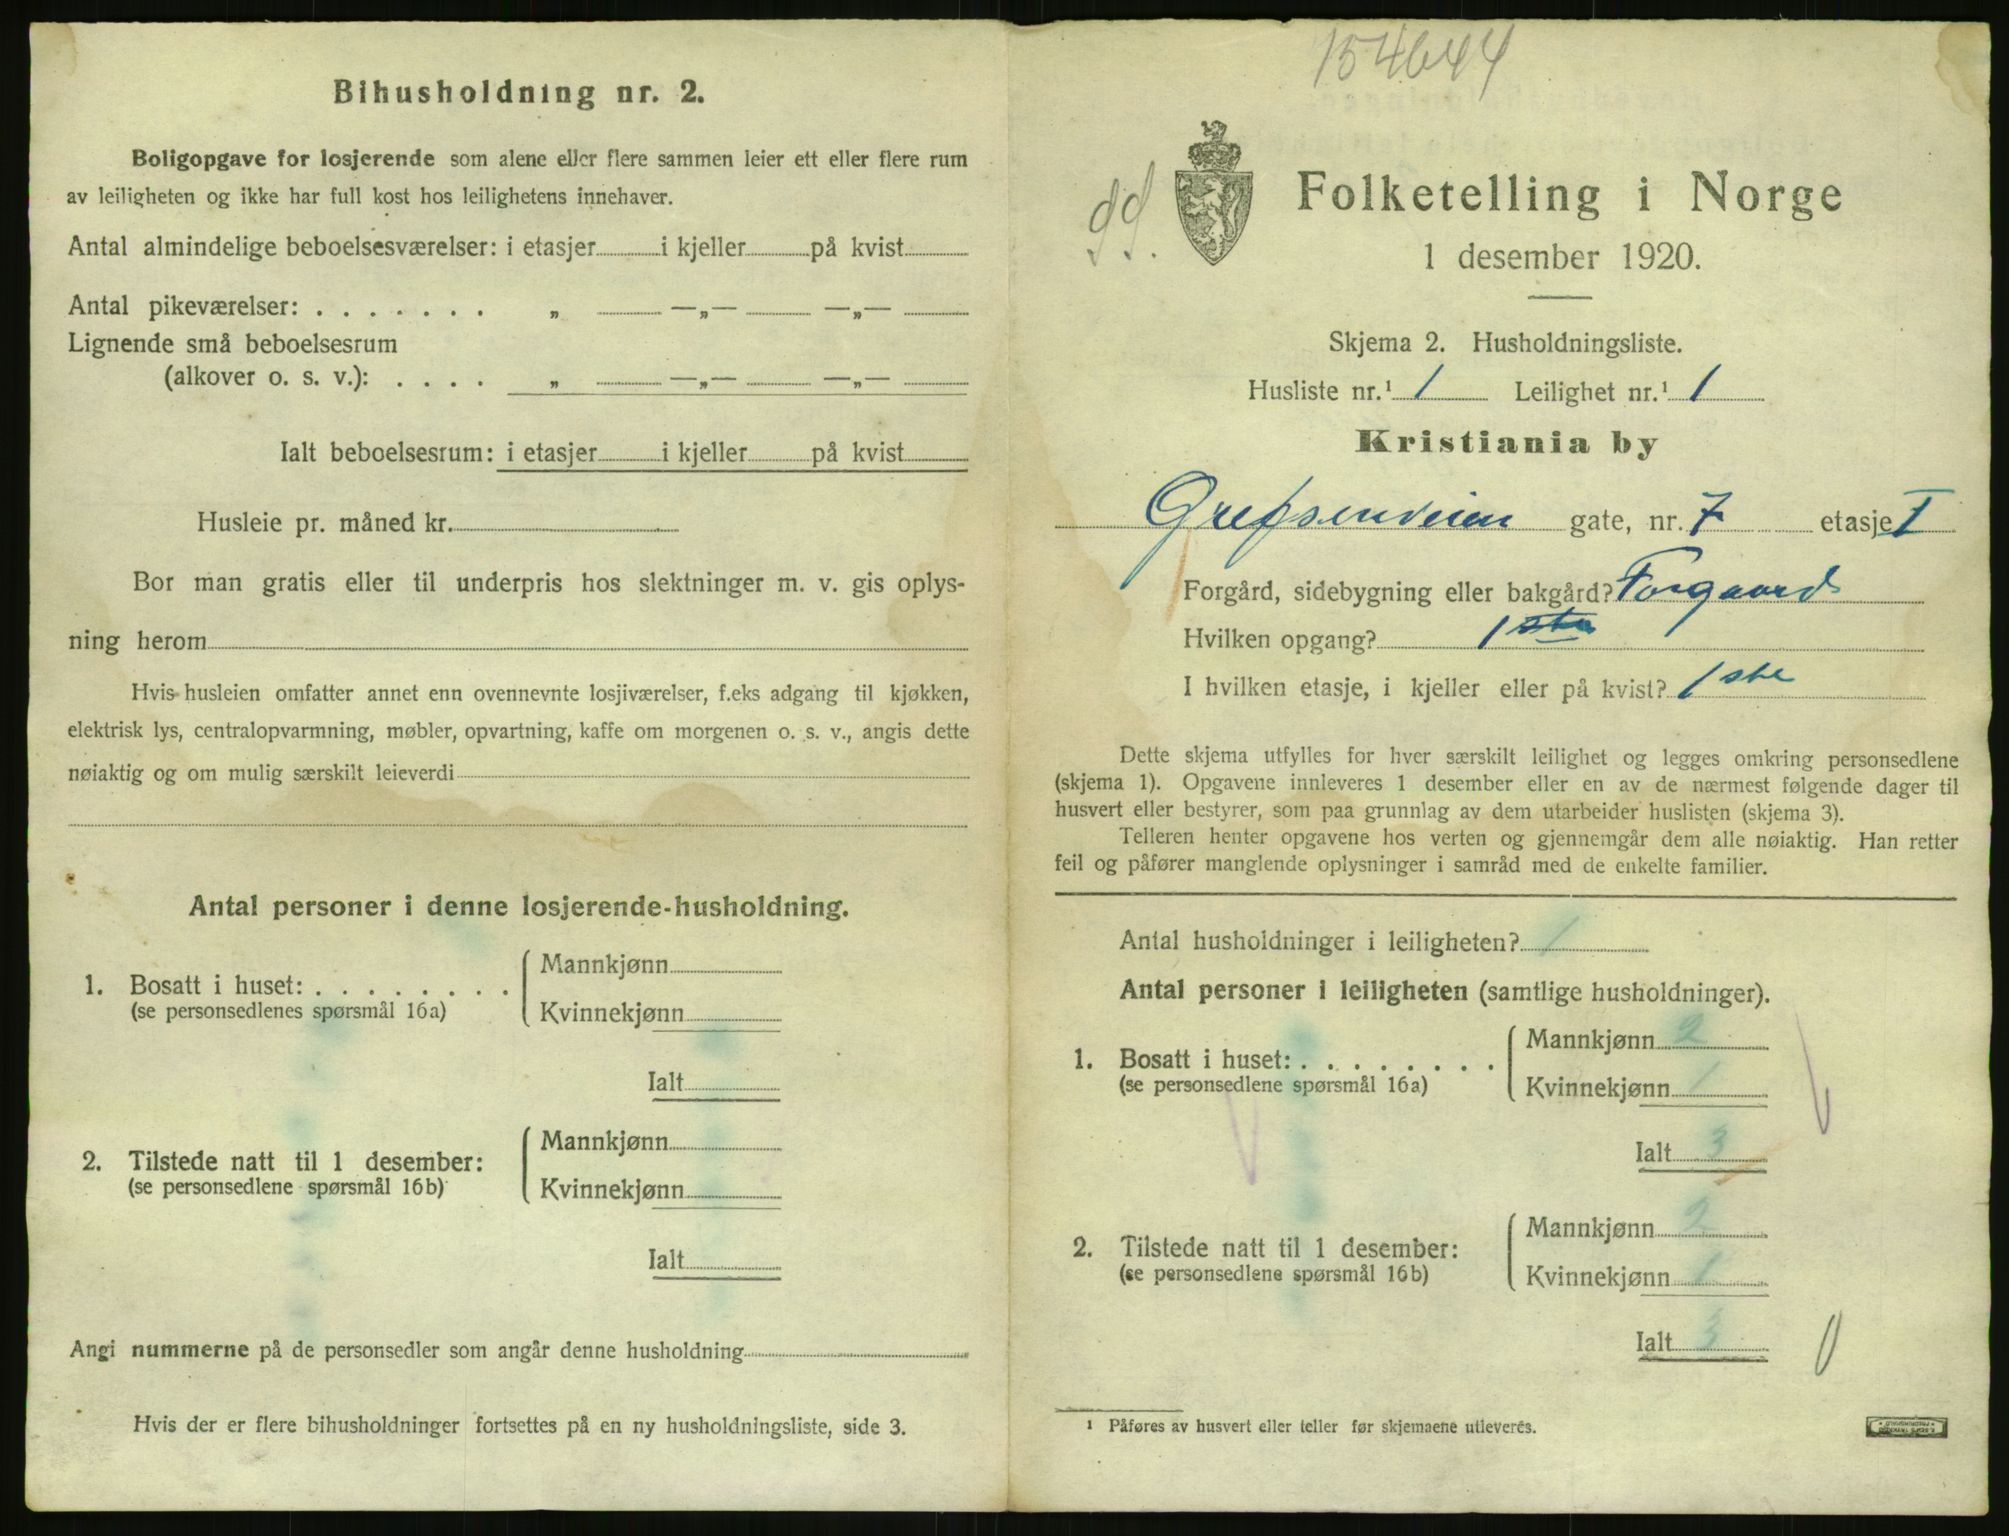 Bihusholdning nr. 2.
Boligopgave for losjerende som alene eller flere sammen leier ett eller flere rum
av leiligheten og ikke har full kost hos leilighetens innehaver.
Antal almindelige beboelsesværelser: i etasjer i kjeller på kvist
Antal pikeværelser: . . . . . . . „ —„— —„—
Lignende små beboelsesrum
(alkover o. s. v.): . . . . „ —„— —„—
Ialt beboelsesrum: i etasjer i kjeller på kvist
Husleie pr. måned kr.
Bor man gratis eller til underpris hos slektninger m. v. gis oplys-
ning herom
Hvis husleien omfatter annet enn ovennevnte losjiværelser, f.eks adgang til kjøkken,
elektrisk lys, centralopvarmning, møbler, opvartning, kaffe om morgenen o. s. v., angis dette
nøiaktig og om mulig særskilt leieverdi
Antal personer i denne losjerende-husholdning.
1. Bosatt i huset: . . . . . . . .
(se personsedlenes spørsmål 16a)
Mannkjønn
Kvinnekjønn
Ialt
2. Tilstede natt til 1 desember:
(se personsedlene spørsmål 16b)
Mannkjønn
Kvinnekjønn
Ialt
Angi nummerne på de personsedler som angår denne husholdning
Hvis der er flere bihusholdninger fortsettes på en ny husholdningsliste, side 3.
154644
Folketelling i Norge
1 desember 1920.
Skjema 2. Husholdningsliste.
Husliste nr.¹ 1 Leilighet nr.¹ 1
Kristiania by
Grefsenveien gate, nr. 7 etasje I
Forgård, sidebygning eller bakgård? Forgaard
Hvilken opgang? 1 ste
I hvilken etasje, i kjeller eller på kvist? 1 ste
Dette skjema utfylles for hver særskilt leilighet og legges omkring personsedlene
(skjema 1). Opgavene innleveres 1 desember eller en av de nærmest følgende dager til
husvert eller bestyrer, som paa grunnlag av dem utarbeider huslisten (skjema 3).
Telleren henter opgavene hos verten og gjennemgår dem alle nøiaktig. Han retter
feil og påfører manglende oplysninger i samråd med de enkelte familier.
Antal husholdninger i leiligheten? 1
Antal personer i leiligheten (samtlige husholdninger).
1. Bosatt i huset: . . . . . . . .
(se personsedlene spørsmål 16a)
Mannkjønn 2
Kvinnekjønn 1
Ialt 3
2. Tilstede natt til 1 desember:
(se personsedlene spørsmål 16b)
Mannkjønn 2
Kvinnekjønn 1
Ialt 3
0
¹ Påføres av husvert eller teller før skjemaene utleveres.